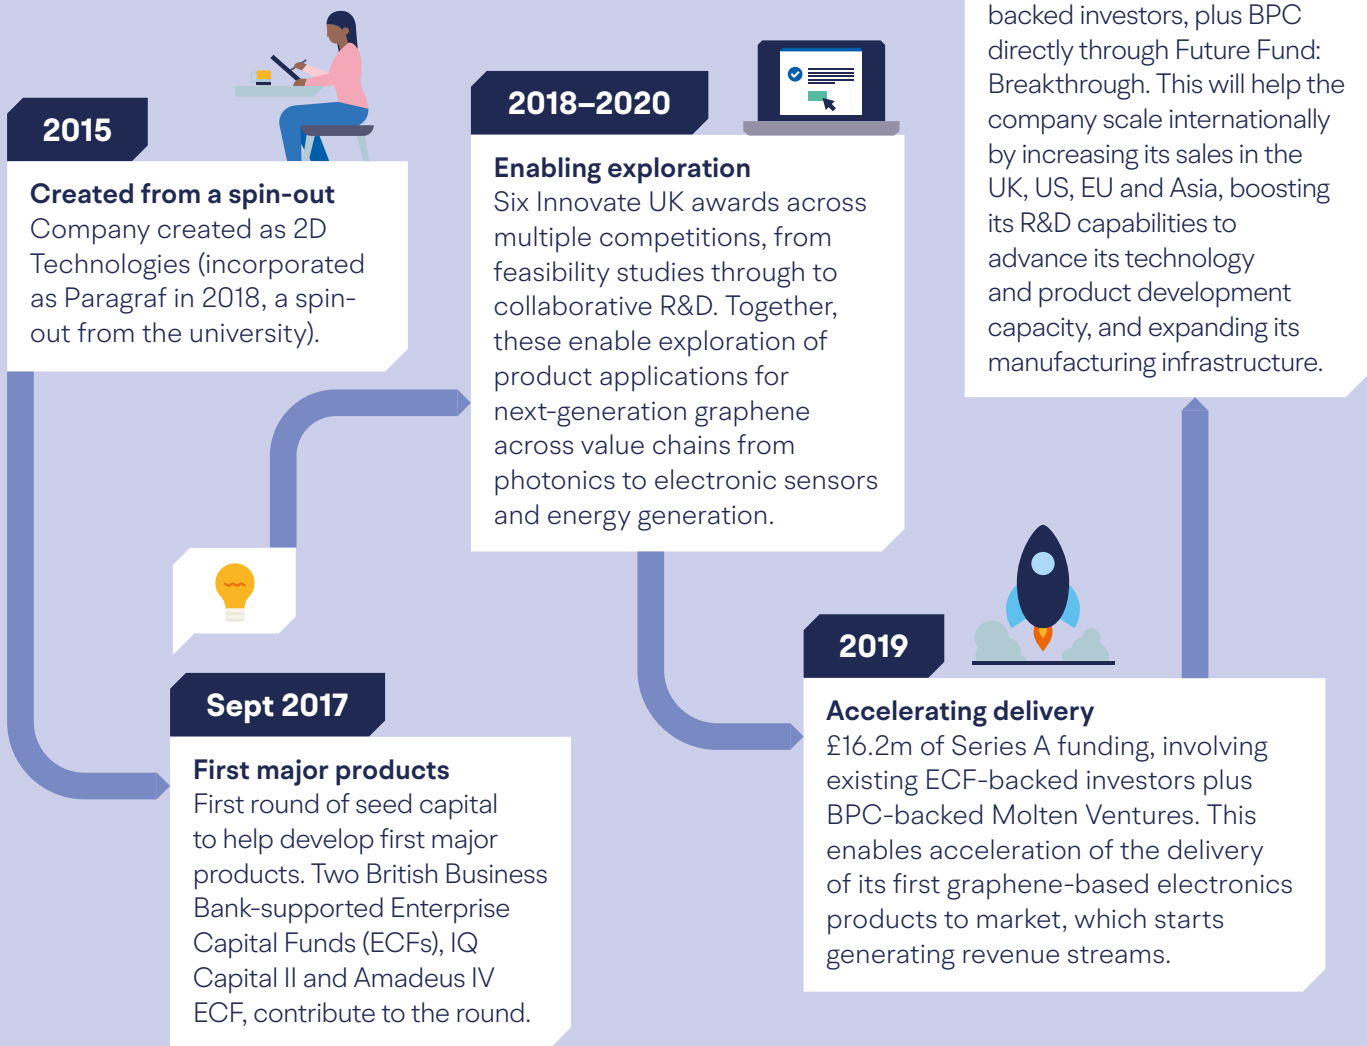 2015
Created from a spin-out
Company created as 2D
Technologies (incorporated
as Paragraf in 2018, a spin-
out from the university).
Sept 2017
First major products
First round of seed capital
to help develop first major
products. Two British Business
Bank-supported Enterprise
Capital Funds (ECFs), IQ
Capital II and Amadeus IV
ECF, contribute to the round.
2018–2020
Enabling exploration
Six Innovate UK awards across
multiple competitions, from
feasibility studies through to
collaborative R&D. Together,
these enable exploration of
product applications for
next-generation graphene
across value chains from
photonics to electronic sensors
and energy generation.
2019
Accelerating delivery
£16.2m of Series A funding, involving
existing ECF-backed investors plus
BPC-backed Molten Ventures. This
enables acceleration of the delivery
of its first graphene-based electronics
products to market, which starts
generating revenue streams.
backed investors, plus BPC
directly through Future Fund:
Breakthrough. This will help the
company scale internationally
by increasing its sales in the
UK, US, EU and Asia, boosting
its R&D capabilities to
advance its technology
and product development
capacity, and expanding its
manufacturing infrastructure.